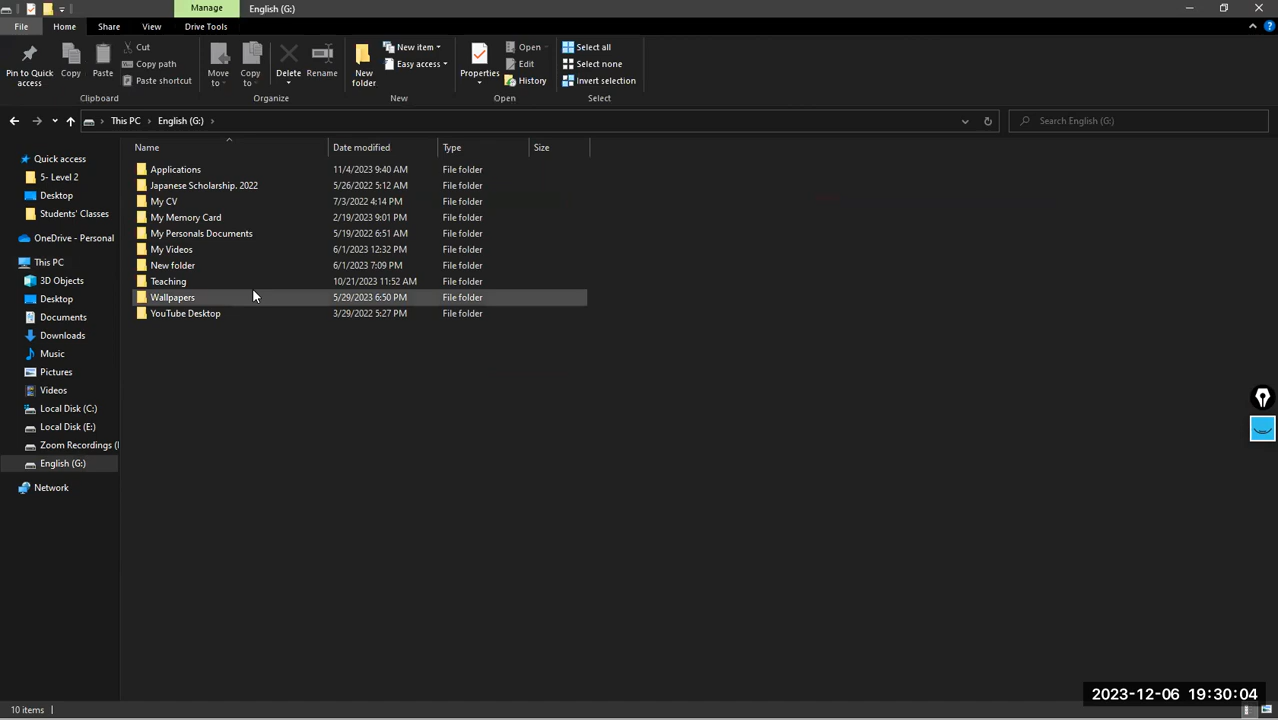 Manage
English (G:)
File
Home
Share
View
Drive Tools
Pin to Quick access
Copy
Paste
Cut
Copy path
Paste shortcut
Clipboard
Move to
Copy to
Delete
Rename
Organize
New folder
New item
Easy access
New
Properties
Open
Edit
History
Open
Select all
Select none
Invert selection
Select
This PC > English (G:) >
Search English (G:)
Name Date modified Type Size
Quick access
5- Level 2
Desktop
Students' Classes
OneDrive - Personal
This PC
3D Objects
Desktop
Documents
Downloads
Music
Pictures
Videos
Local Disk (C:)
Local Disk (E:)
Zoom Recordings (
English (G:)
Network
Applications 11/4/2023 9:40 AM File folder
Japanese Scholarship. 2022 5/26/2022 5:12 AM File folder
My CV 7/3/2022 4:14 PM File folder
My Memory Card 2/19/2023 9:01 PM File folder
My Personals Documents 5/19/2022 6:51 AM File folder
My Videos 6/1/2023 12:32 PM File folder
New folder 6/1/2023 7:09 PM File folder
Teaching 10/21/2023 11:52 AM File folder
Wallpapers 5/29/2023 6:50 PM File folder
YouTube Desktop 3/29/2022 5:27 PM File folder
10 items
2023-12-06 19:30:04